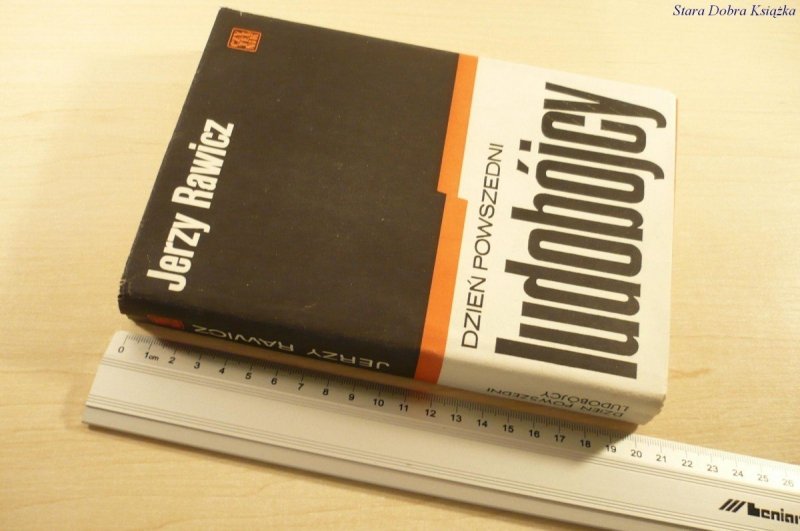 Stara Dobra Książka
Jerzy Rawicz
DZIEŃ POWSZEDNI
ludobójcy
JERZY RAWICZ
DZIEŃ POWSZEDNI
LUDOBÓJCY
0 1cm 2 3 4 5 6 7 8 9 10 11 12 13 14 15 16 17 18 19 20 21 22 23 24 25 26